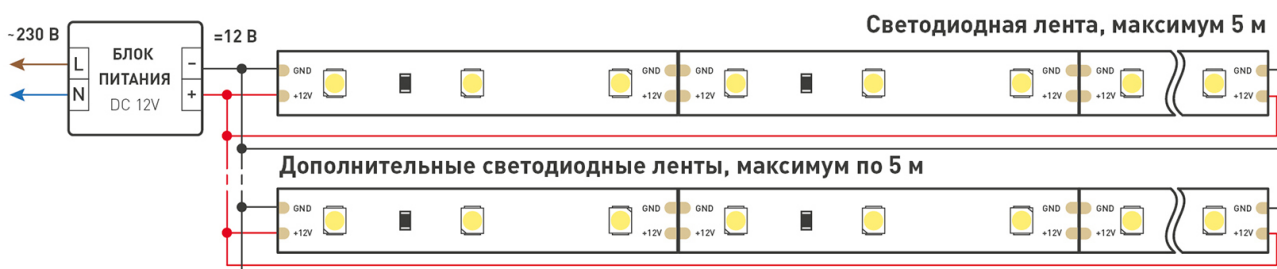 Светодиодная лента, максимум 5 м
~230 В
=12 В
L
N
БЛОК
ПИТАНИЯ
DC 12V
−
+
GND GND GND GND GND GND
+12V +12V +12V +12V +12V +12V
Дополнительные светодиодные ленты, максимум по 5 м
GND GND GND GND GND GND
+12V +12V +12V +12V +12V +12V